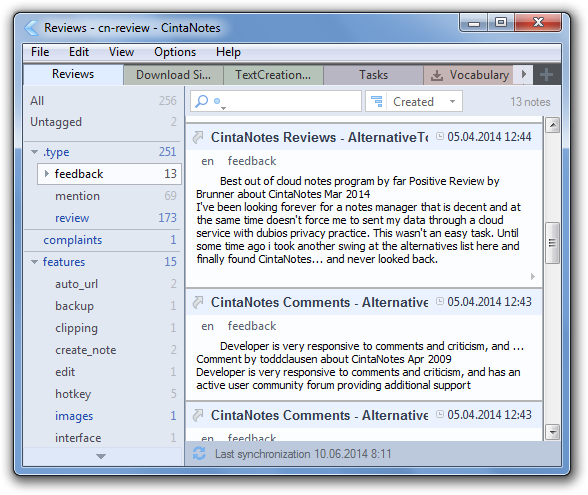 Reviews - cn-review - CintaNotes
File Edit View Options Help
Reviews Download Si... TextCreation... Tasks Vocabulary
All 256
Untagged 2
.type 251
feedback 13
mention 69
review 173
complaints 1
features 15
auto_url 2
backup 1
clipping 1
create_note 2
edit 1
hotkey 5
images 1
interface 1
Created 13 notes
CintaNotes Reviews - AlternativeTo 05.04.2014 12:44
en feedback
Best out of cloud notes program by far Positive Review by
Brunner about CintaNotes Mar 2014
I've been looking forever for a notes manager that is decent and at
the same time doesn't force me to sent my data through a cloud
service with dubios privacy practice. This wasn't an easy task. Until
some time ago i took another swing at the alternatives list here and
finally found CintaNotes... and never looked back.
CintaNotes Comments - Alternative 05.04.2014 12:43
en feedback
Developer is very responsive to comments and criticism, and ...
Comment by toddclausen about CintaNotes Apr 2009
Developer is very responsive to comments and criticism, and has an
active user community forum providing additional support
CintaNotes Comments - Alternative 05.04.2014 12:43
en feedback
Last synchronization 10.06.2014 8:11